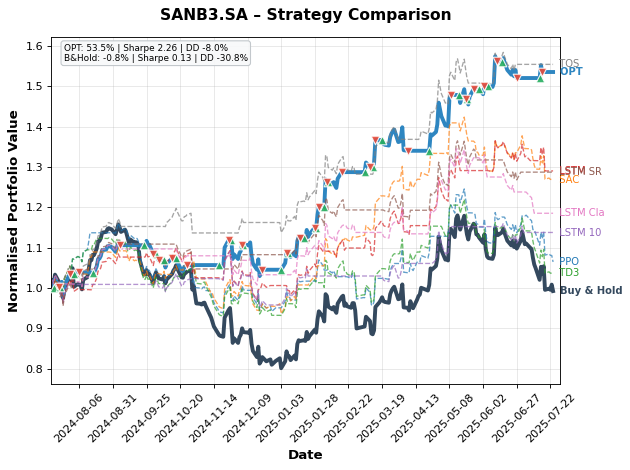 SANB3.SA – Strategy Comparison
OPT: 53.5% | Sharpe 2.26 | DD -8.0%
B&Hold: -0.8% | Sharpe 0.13 | DD -30.8%
Normalised Portfolio Value
1.6
1.5
1.4
1.3
1.2
1.1
1.0
0.9
0.8
TQS
OPT
LSTM SR
SAC
LSTM Cla
LSTM 10
PPO
TD3
Buy & Hold
2024-08-06
2024-08-31
2024-09-25
2024-10-20
2024-11-14
2024-12-09
2025-01-03
2025-01-28
2025-02-22
2025-03-19
2025-04-13
2025-05-08
2025-06-02
2025-06-27
2025-07-22
Date